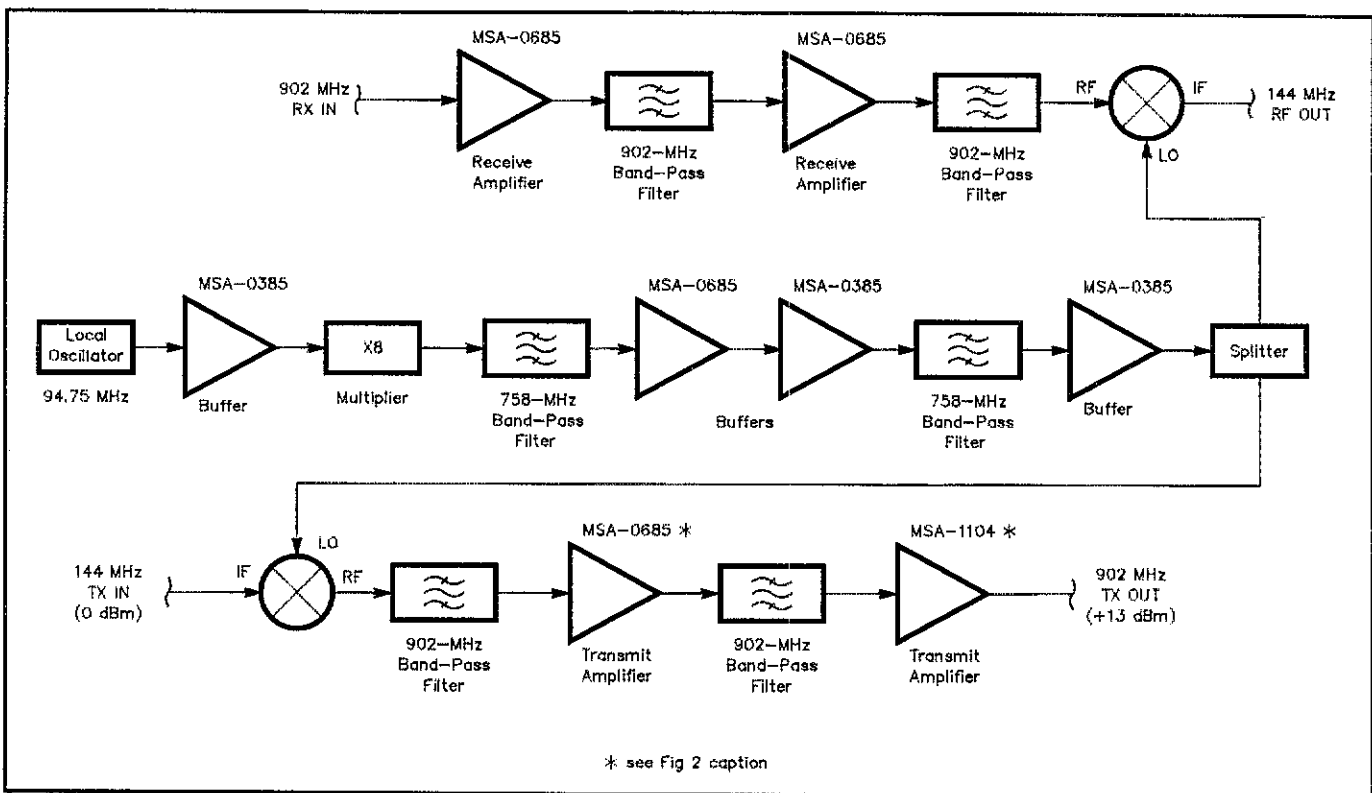 MSA-0685
MSA-0685
902 MHz
RX IN
RF
IF
144 MHz
RF OUT
LO
Receive
Amplifier
902-MHz
Band-Pass
Filter
Receive
Amplifier
902-MHz
Band-Pass
Filter
MSA-0385
MSA-0685
MSA-0385
MSA-0385
Local
Oscillator
X8
Splitter
94.75 MHz
Buffer
Multiplier
758-MHz
Band-Pass
Filter
Buffers
758-MHz
Band-Pass
Filter
Buffer
MSA-0685 *
MSA-1104 *
LO
144 MHz
TX IN
(0 dBm)
IF
RF
902 MHz
TX OUT
(+13 dBm)
902-MHz
Band-Pass
Filter
Transmit
Amplifier
902-MHz
Band-Pass
Filter
Transmit
Amplifier
* see Fig 2 caption